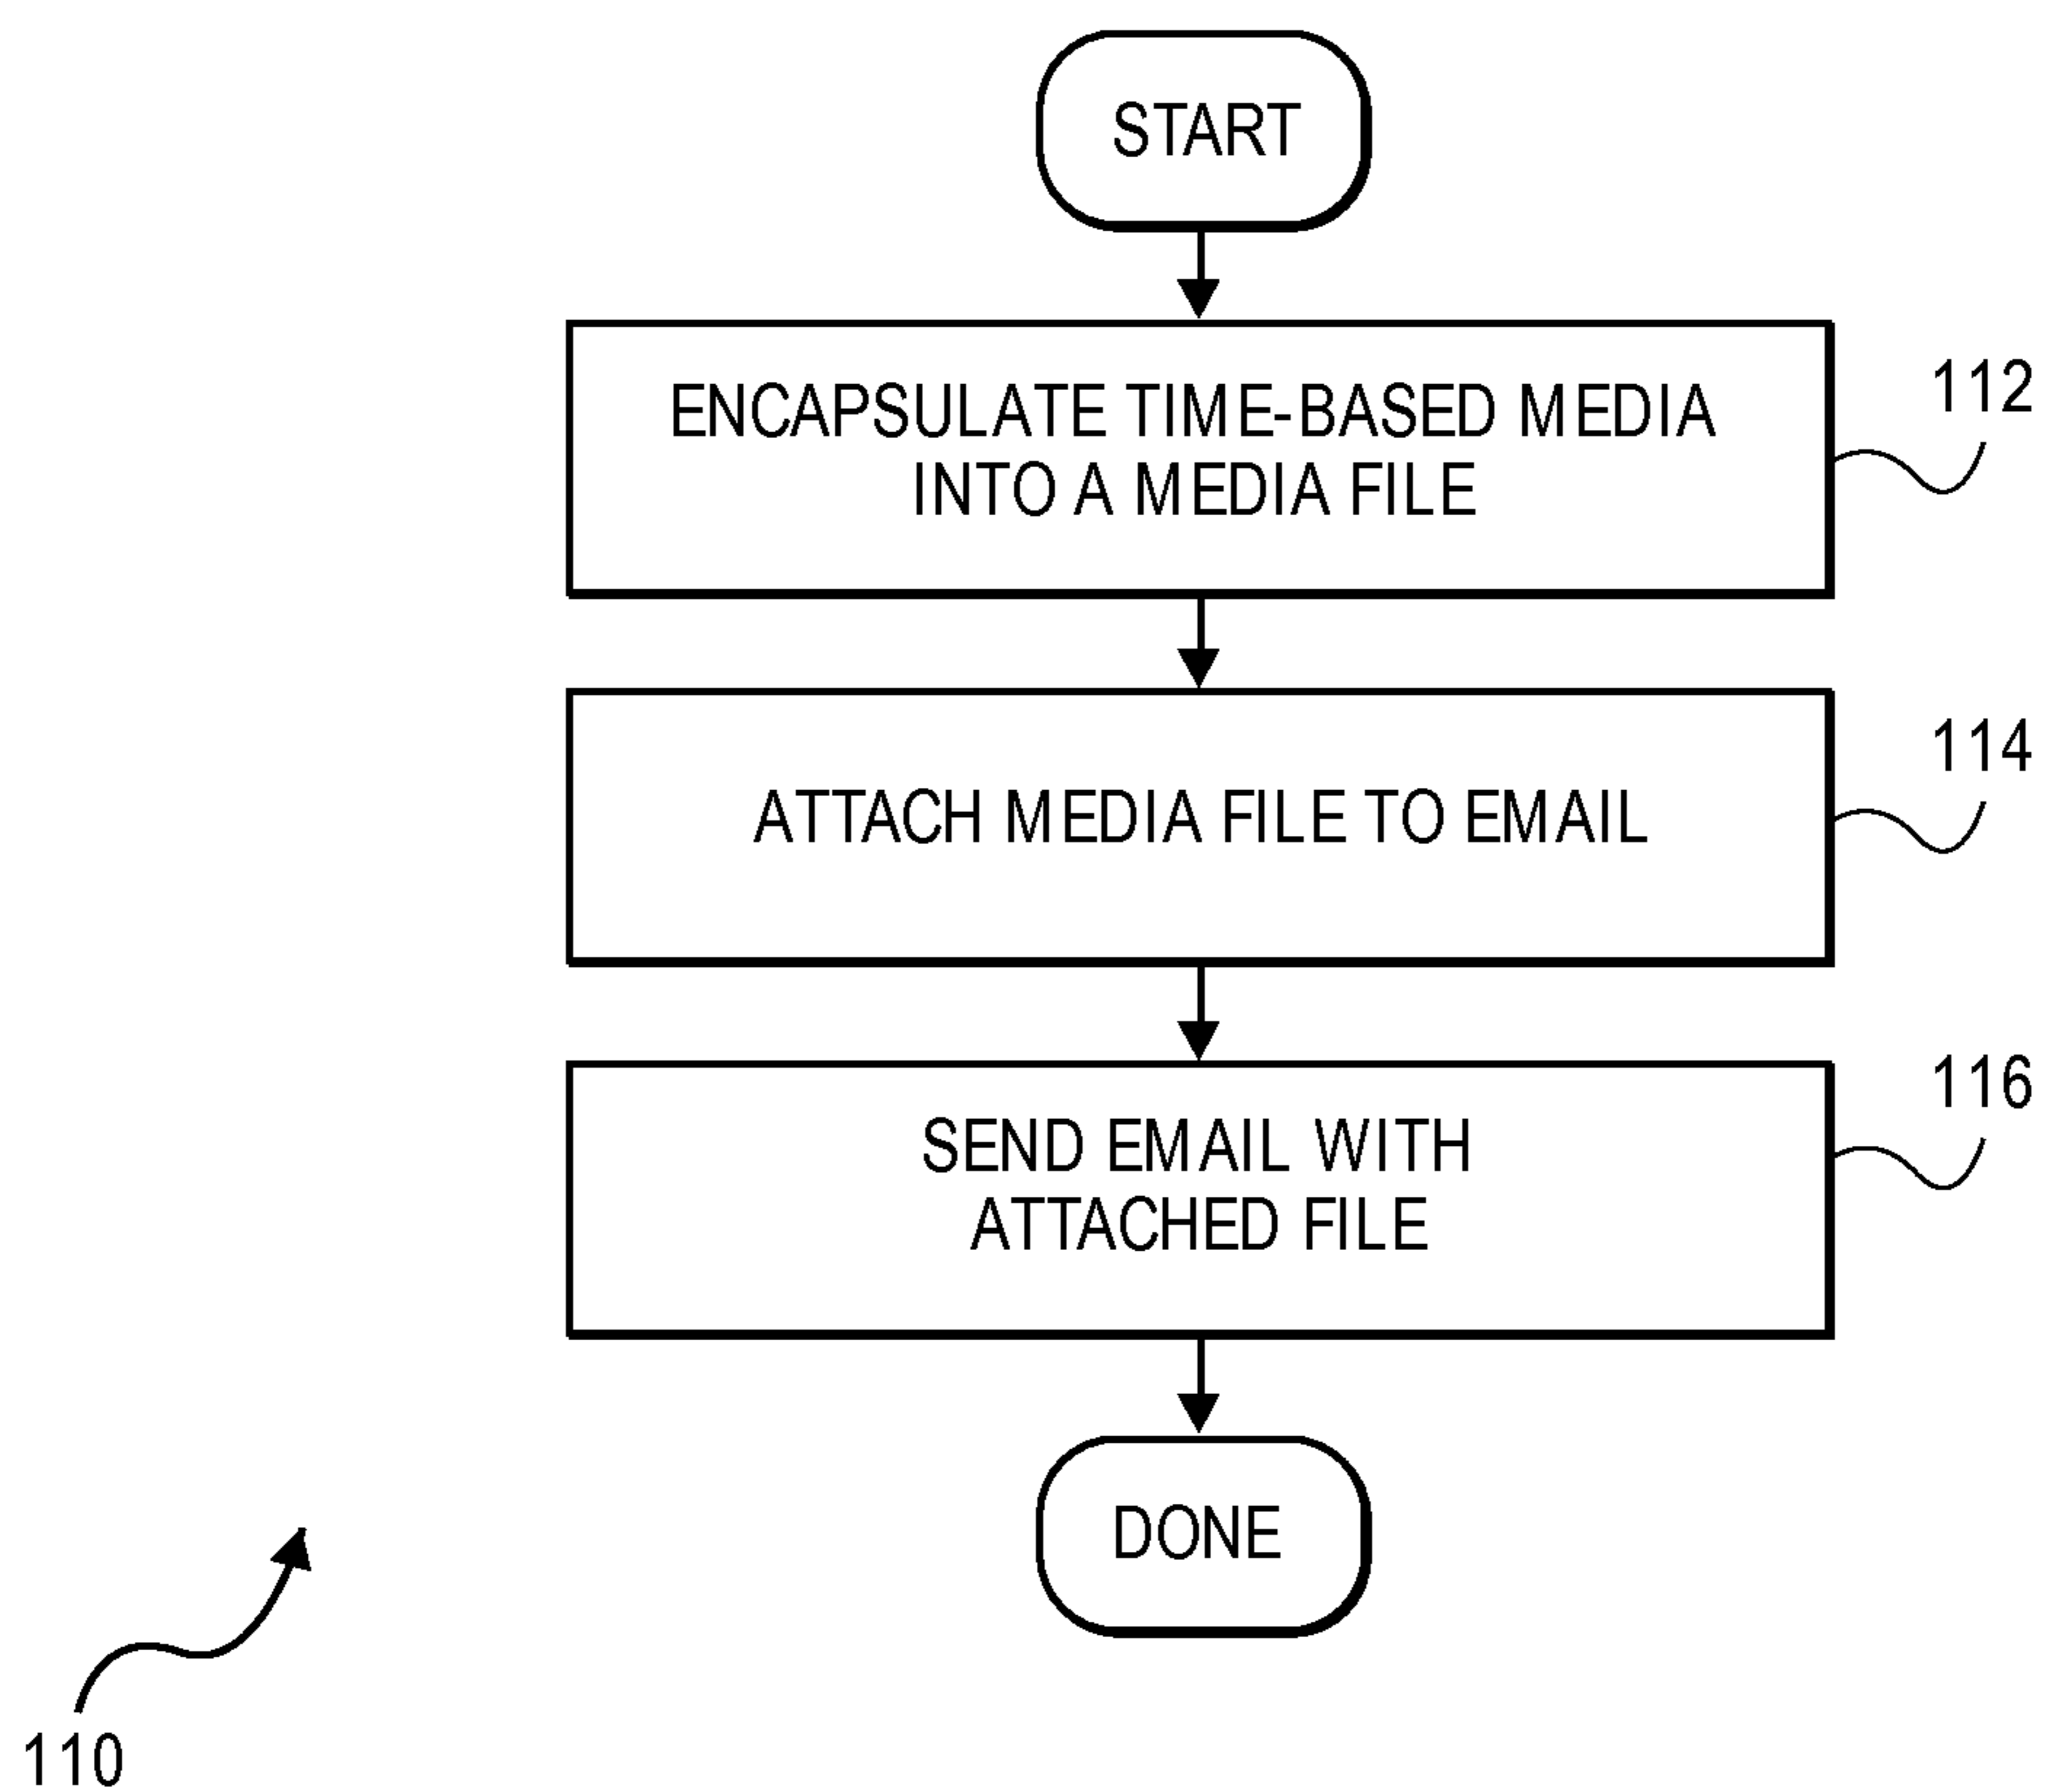 START
ENCAPSULATE TIME-BASED MEDIA
INTO A MEDIA FILE
112
ATTACH MEDIA FILE TO EMAIL
114
SEND EMAIL WITH
ATTACHED FILE
116
DONE
110